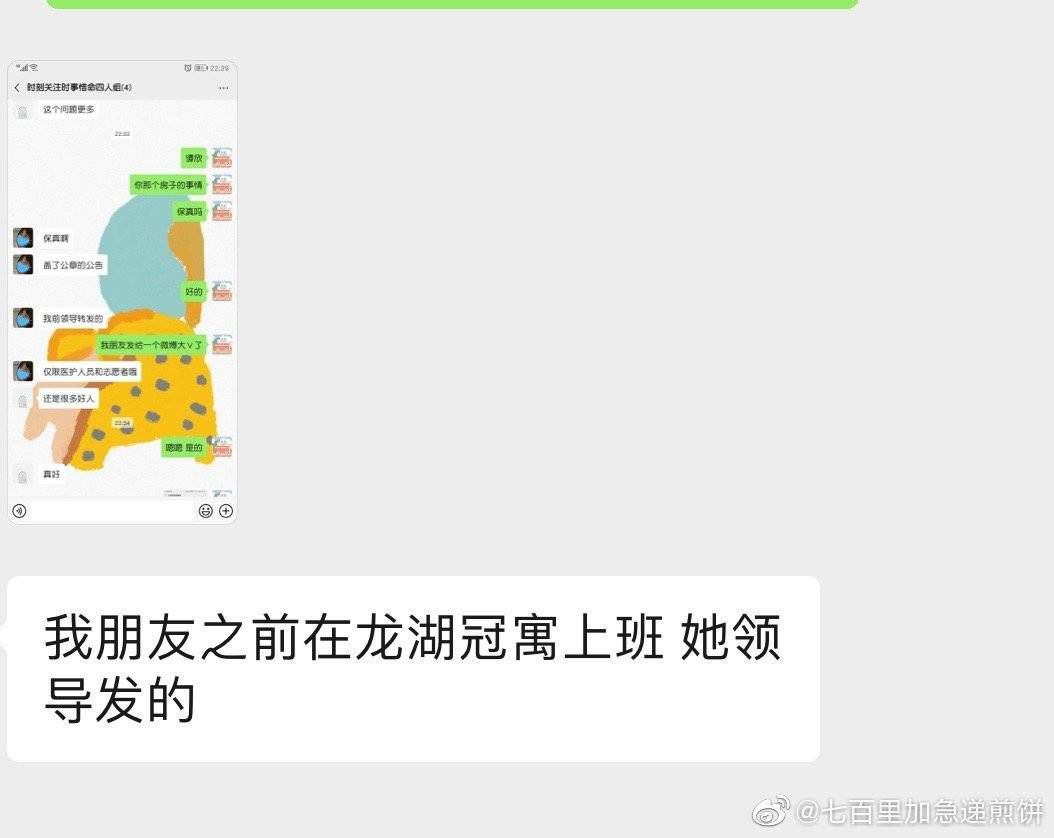 22:39
时刻关注时事惜命四人组(4)
这个问题更多
22:02
谭欣
你那个房子的事情
保真吗
保真啊
盖了公章的公告
好的
我前领导转发的
我朋友发给一个微博大V了
仅限医护人员和志愿者哦
还是很多好人
22:24
嗯嗯 是的
真好
我朋友之前在龙湖冠寓上班 她领
导发的
@七百里加急递煎饼